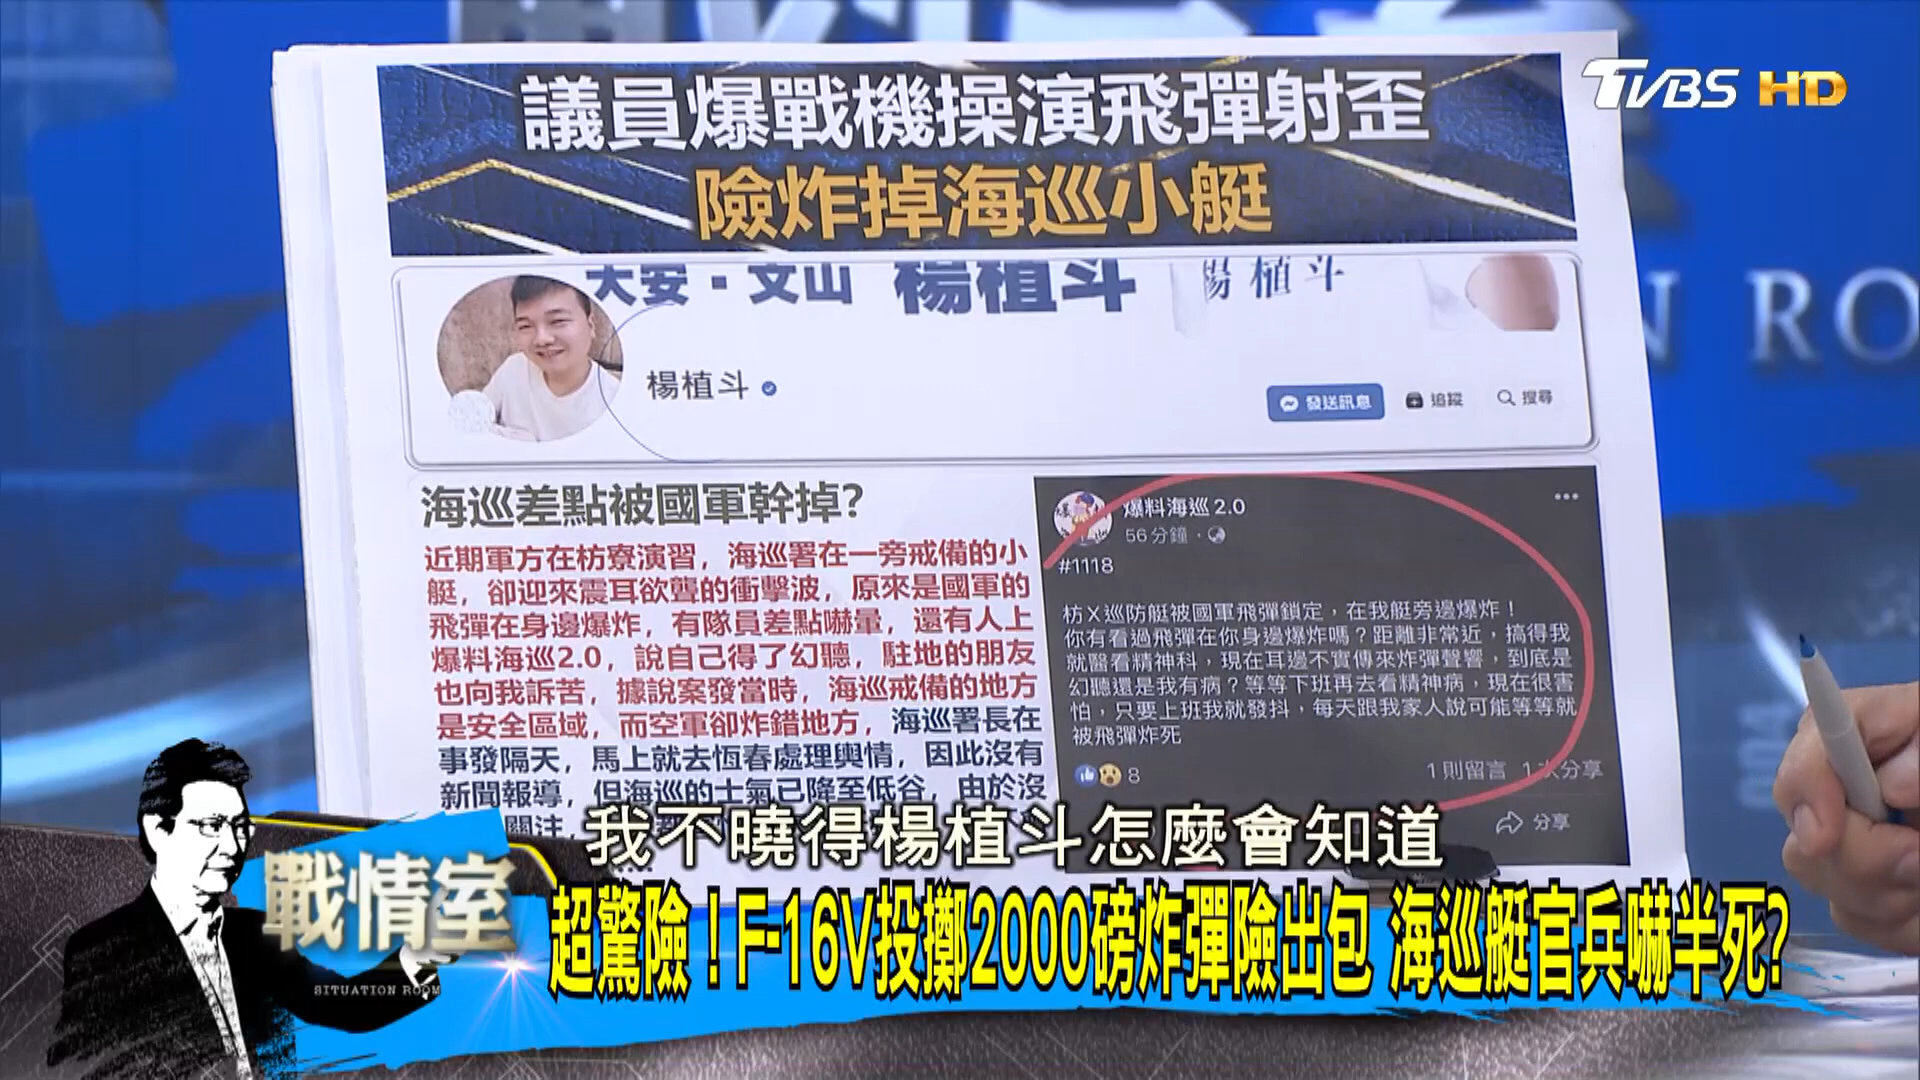 TVBS HD
議員爆戰機操演飛彈射歪
險炸掉海巡小艇
大安·文山 楊植斗
楊植斗
楊植斗
發送訊息
追蹤
搜尋
海巡差點被國軍幹掉?
近期軍方在枋寮演習，海巡署在一旁戒備的小
艇，卻迎來震耳欲聾的衝擊波，原來是國軍的
飛彈在身邊爆炸，有隊員差點嚇暈，還有人上
爆料海巡2.0，說自己得了幻聽，駐地的朋友
也向我訴苦，據說案發當時，海巡戒備的地方
是安全區域，而空軍卻炸錯地方，海巡署長在
事發隔天，馬上就去恆春處理輿情，因此沒有
新聞報導，但海巡的士氣已降至低谷，由於沒
關注，
爆料海巡2.0
56分鐘·
#1118
枋X巡防艇被國軍飛彈鎖定，在我艇旁邊爆炸！
你有看過飛彈在你身邊爆炸嗎？距離非常近，搞得我
就醫看精神科，現在耳邊不實傳來炸彈聲響，到底是
幻聽還是我有病？等等下班再去看精神病，現在很害
怕，只要上班我就發抖，每天跟我家人說可能等等就
被飛彈炸死
8
1則留言 1次分享
分享
N RO
我不曉得楊植斗怎麼會知道
戰情室
SITUATION ROOM
超驚險！F-16V投擲2000磅炸彈險出包 海巡艇官兵嚇半死?